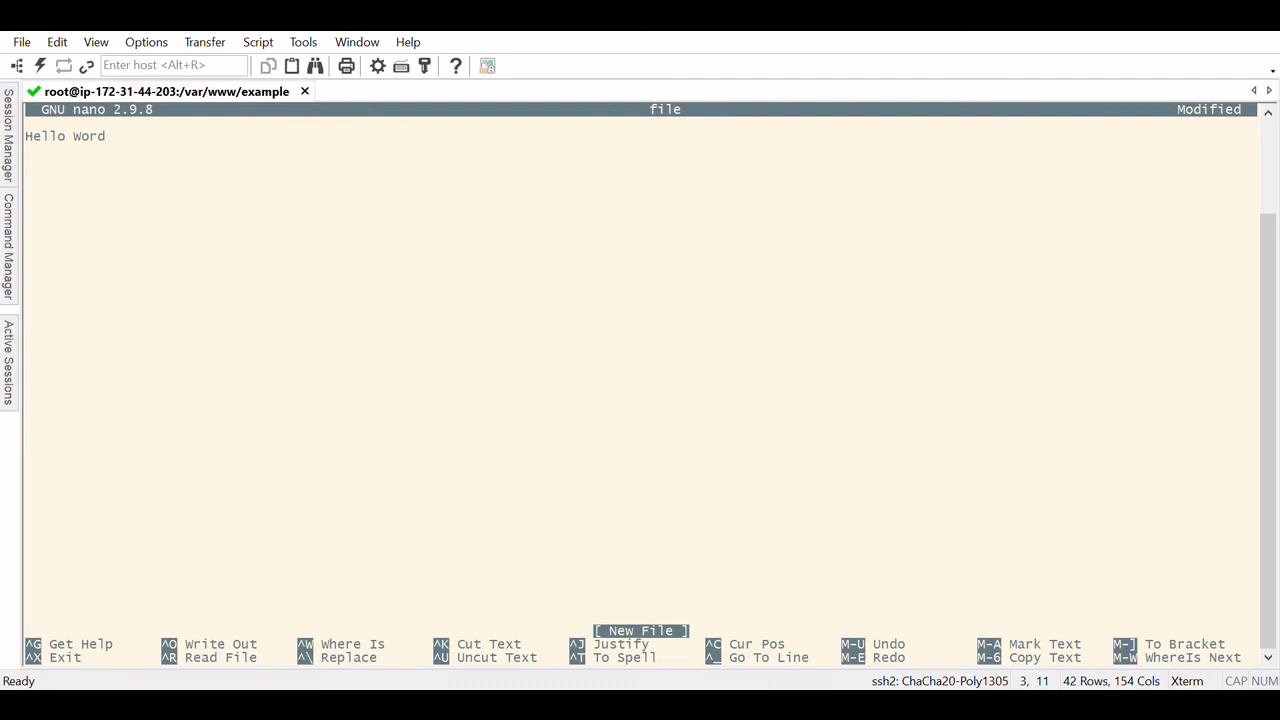 File Edit View Options Transfer Script Tools Window Help
Enter host <Alt+R>
root@ip-172-31-44-203:/var/www/example
Session Manager
Command Manager
Active Sessions
GNU nano 2.9.8 file Modified
Hello Word
[ New File ]
^G Get Help ^O Write Out ^W Where Is ^K Cut Text ^J Justify ^C Cur Pos M-U Undo M-A Mark Text M-] To Bracket
^X Exit ^R Read File ^\ Replace ^U Uncut Text ^T To Spell ^_ Go To Line M-E Redo M-6 Copy Text M-W WhereIs Next
Ready ssh2: ChaCha20-Poly1305 3, 11 42 Rows, 154 Cols Xterm CAP NUM